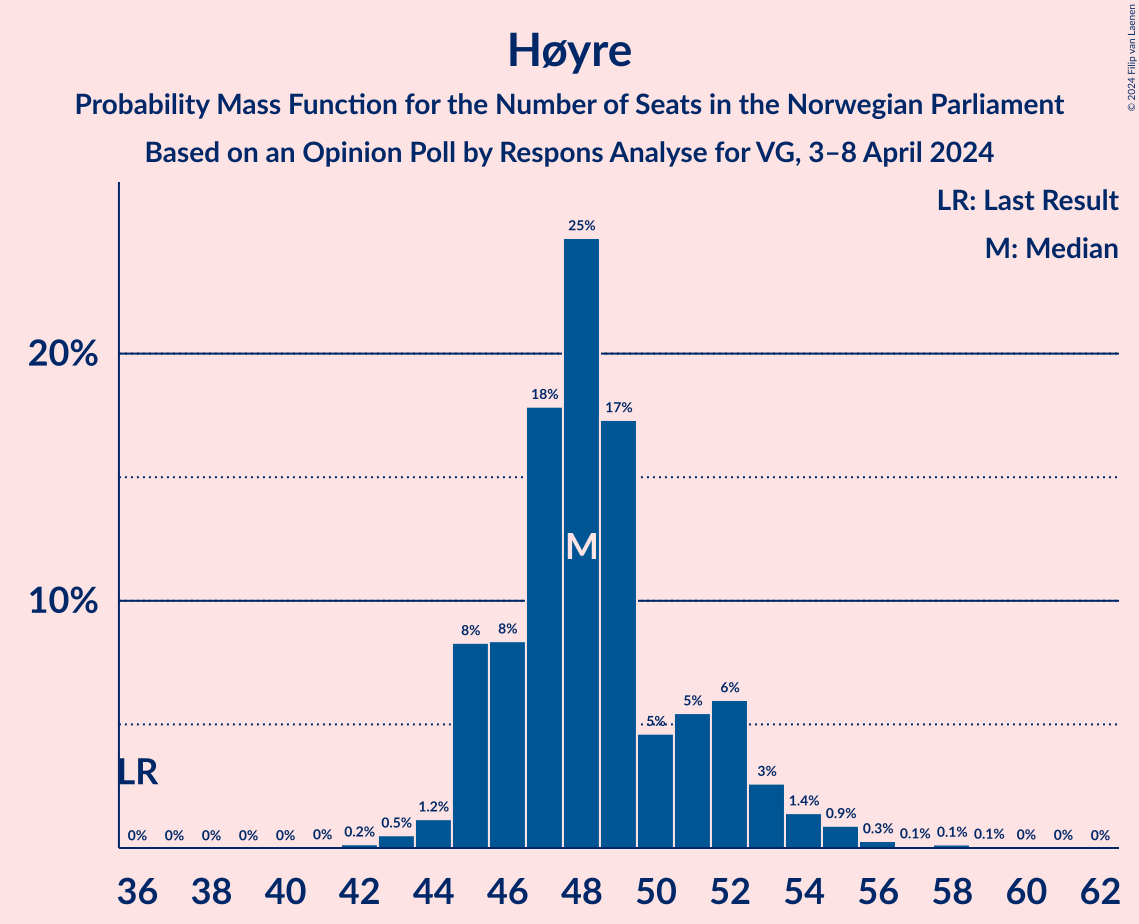 Høyre
Probability Mass Function for the Number of Seats in the Norwegian Parliament
Based on an Opinion Poll by Respons Analyse for VG, 3–8 April 2024
© 2024 Filip van Laenen
LR: Last Result
M: Median
20%
10%
0% 0% 0% 0% 0% 0% 0.2% 0.5% 1.2% 8% 8% 18% 25% 17% 5% 5% 6% 3% 1.4% 0.9% 0.3% 0.1% 0.1% 0.1% 0% 0% 0%
M
LR
36 38 40 42 44 46 48 50 52 54 56 58 60 62